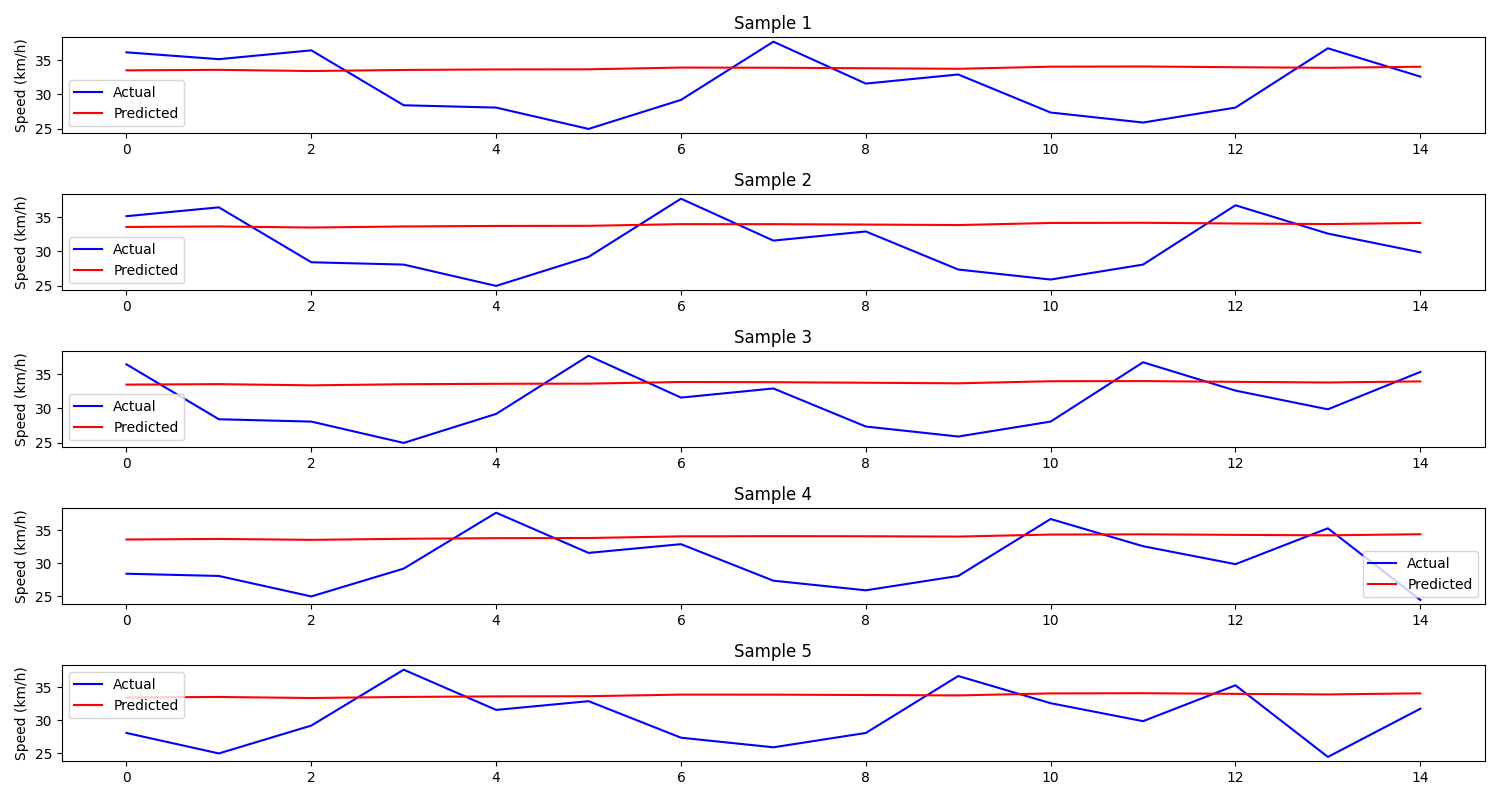 Sample 1
Speed (km/h)
35
30
25
Actual
Predicted
0 2 4 6 8 10 12 14
Sample 2
Speed (km/h)
35
30
25
Actual
Predicted
0 2 4 6 8 10 12 14
Sample 3
Speed (km/h)
35
30
25
Actual
Predicted
0 2 4 6 8 10 12 14
Sample 4
Speed (km/h)
35
30
25
Actual
Predicted
0 2 4 6 8 10 12 14
Sample 5
Speed (km/h)
35
30
25
Actual
Predicted
0 2 4 6 8 10 12 14